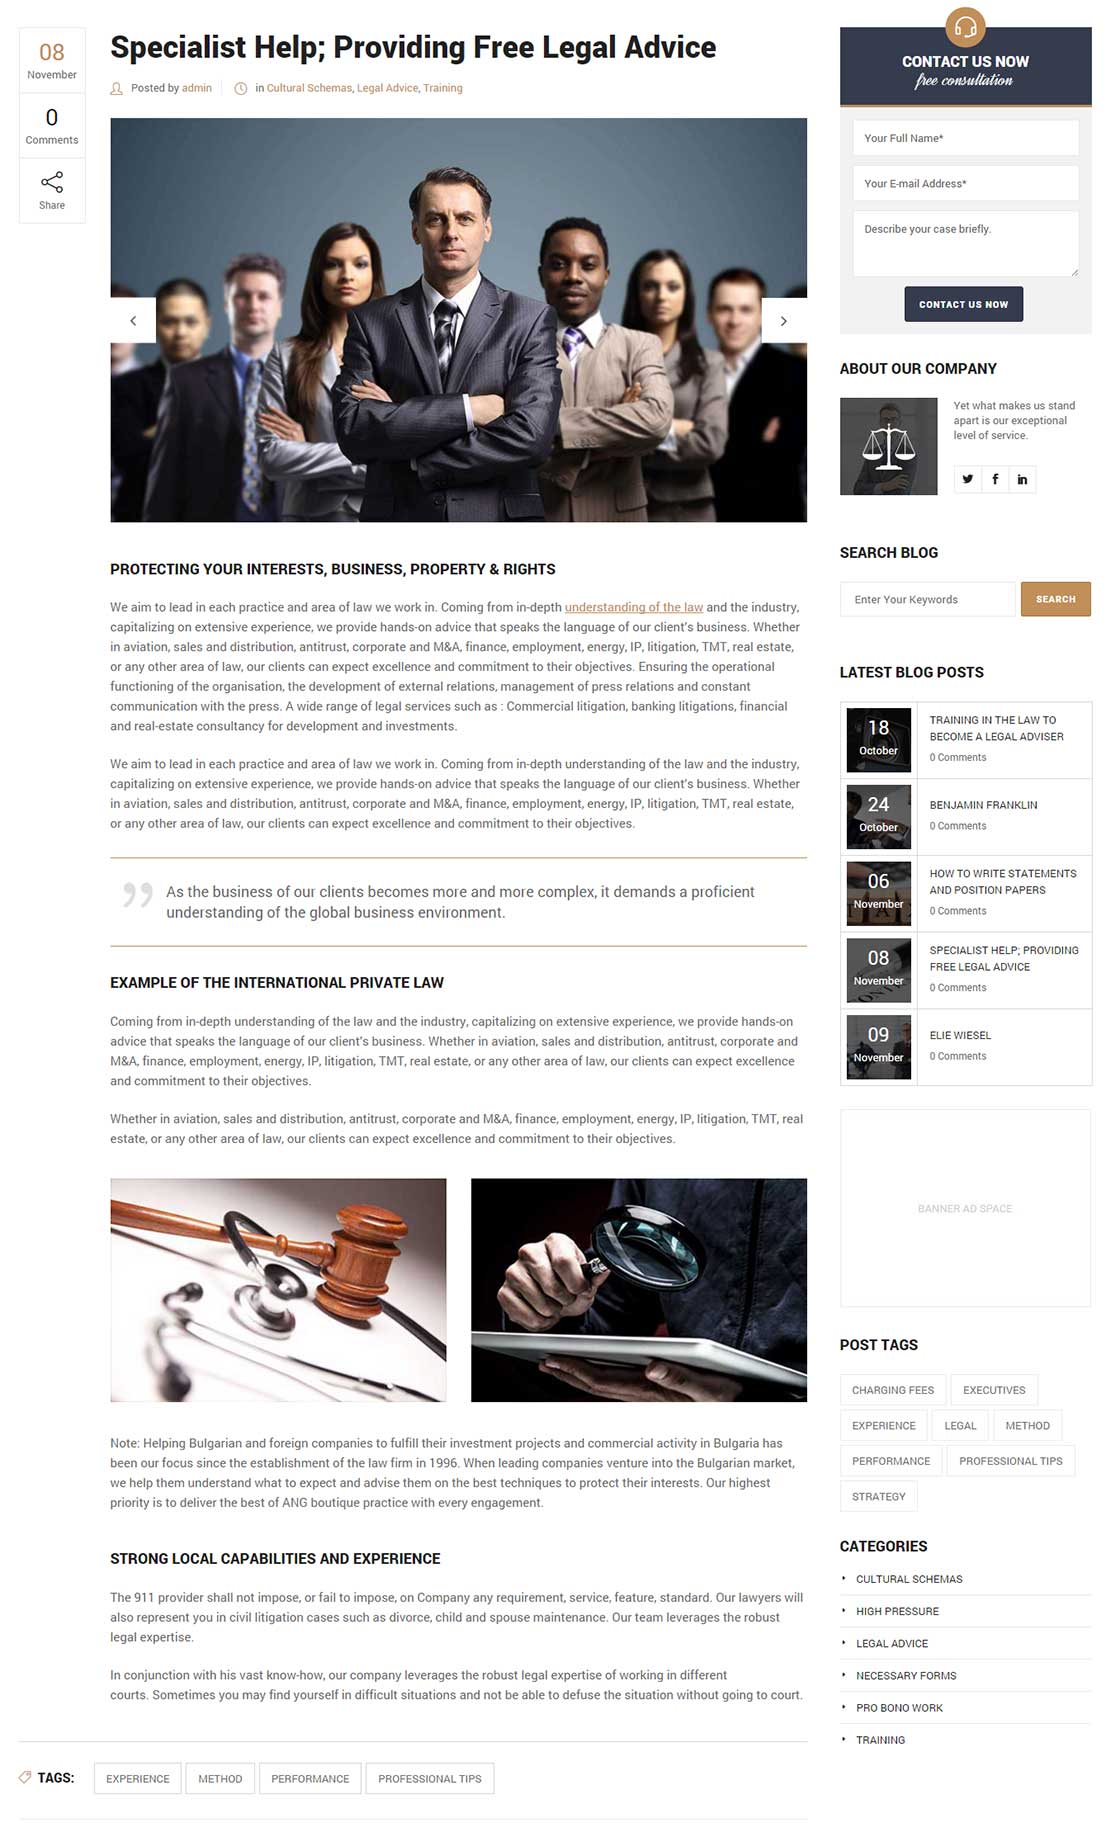 08
November
0
Comments
Share
Specialist Help; Providing Free Legal Advice
Posted by admin
in Cultural Schemas, Legal Advice, Training
PROTECTING YOUR INTERESTS, BUSINESS, PROPERTY & RIGHTS
We aim to lead in each practice and area of law we work in. Coming from in-depth understanding of the law and the industry,
capitalizing on extensive experience, we provide hands-on advice that speaks the language of our client's business. Whether
in aviation, sales and distribution, antitrust, corporate and M&A, finance, employment, energy, IP, litigation, TMT, real estate,
or any other area of law, our clients can expect excellence and commitment to their objectives. Ensuring the operational
functioning of the organisation, the development of external relations, management of press relations and constant
communication with the press. A wide range of legal services such as : Commercial litigation, banking litigations, financial
and real-estate consultancy for development and investments.
We aim to lead in each practice and area of law we work in. Coming from in-depth understanding of the law and the industry,
capitalizing on extensive experience, we provide hands-on advice that speaks the language of our client's business. Whether
in aviation, sales and distribution, antitrust, corporate and M&A, finance, employment, energy, IP, litigation, TMT, real estate,
or any other area of law, our clients can expect excellence and commitment to their objectives.
As the business of our clients becomes more and more complex, it demands a proficient
understanding of the global business environment.
EXAMPLE OF THE INTERNATIONAL PRIVATE LAW
Coming from in-depth understanding of the law and the industry, capitalizing on extensive experience, we provide hands-on
advice that speaks the language of our client's business. Whether in aviation, sales and distribution, antitrust, corporate and
M&A, finance, employment, energy, IP, litigation, TMT, real estate, or any other area of law, our clients can expect excellence
and commitment to their objectives.
Whether in aviation, sales and distribution, antitrust, corporate and M&A, finance, employment, energy, IP, litigation, TMT, real
estate, or any other area of law, our clients can expect excellence and commitment to their objectives.
Note: Helping Bulgarian and foreign companies to fulfill their investment projects and commercial activity in Bulgaria has
been our focus since the establishment of the law firm in 1996. When leading companies venture into the Bulgarian market,
we help them understand what to expect and advise them on the best techniques to protect their interests. Our highest
priority is to deliver the best of ANG boutique practice with every engagement.
STRONG LOCAL CAPABILITIES AND EXPERIENCE
The 911 provider shall not impose, or fail to impose, on Company any requirement, service, feature, standard. Our lawyers will
also represent you in civil litigation cases such as divorce, child and spouse maintenance. Our team leverages the robust
legal expertise.
In conjunction with his vast know-how, our company leverages the robust legal expertise of working in different
courts. Sometimes you may find yourself in difficult situations and not be able to defuse the situation without going to court.
TAGS:
EXPERIENCE
METHOD
PERFORMANCE
PROFESSIONAL TIPS
CONTACT US NOW
free consultation
Your Full Name*
Your E-mail Address*
Describe your case briefly.
CONTACT US NOW
ABOUT OUR COMPANY
Yet what makes us stand
apart is our exceptional
level of service.
SEARCH BLOG
Enter Your Keywords
SEARCH
LATEST BLOG POSTS
18
October
TRAINING IN THE LAW TO
BECOME A LEGAL ADVISER
0 Comments
24
October
BENJAMIN FRANKLIN
0 Comments
06
November
HOW TO WRITE STATEMENTS
AND POSITION PAPERS
0 Comments
08
November
SPECIALIST HELP; PROVIDING
FREE LEGAL ADVICE
0 Comments
09
November
ELIE WIESEL
0 Comments
BANNER AD SPACE
POST TAGS
CHARGING FEES
EXECUTIVES
EXPERIENCE
LEGAL
METHOD
PERFORMANCE
PROFESSIONAL TIPS
STRATEGY
CATEGORIES
CULTURAL SCHEMAS
HIGH PRESSURE
LEGAL ADVICE
NECESSARY FORMS
PRO BONO WORK
TRAINING